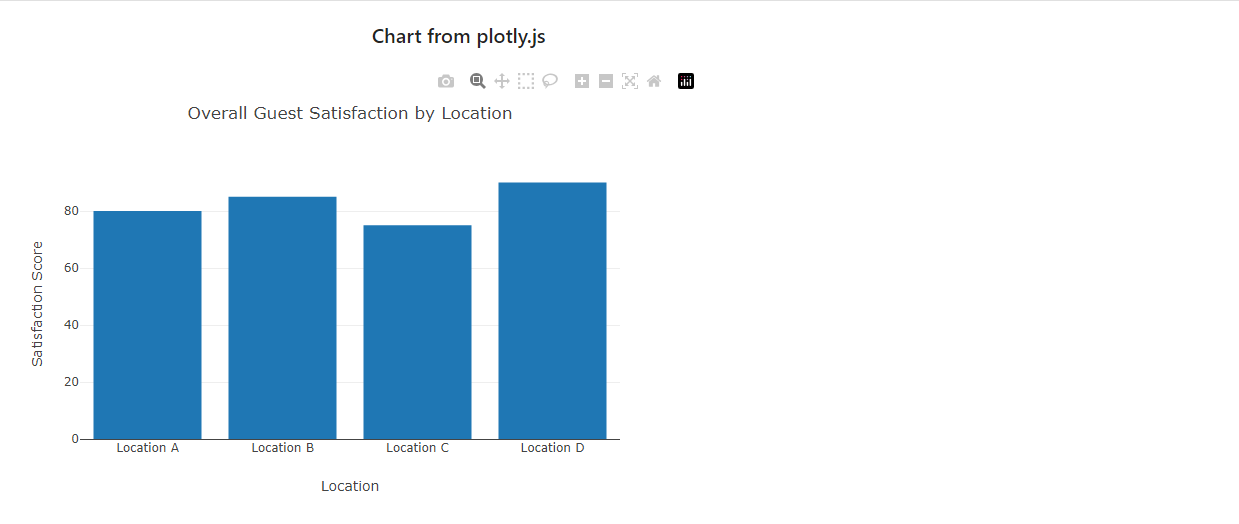 Chart from plotly.js
Overall Guest Satisfaction by Location
80
60
40
20
0
Satisfaction Score
Location A Location B Location C Location D
Location